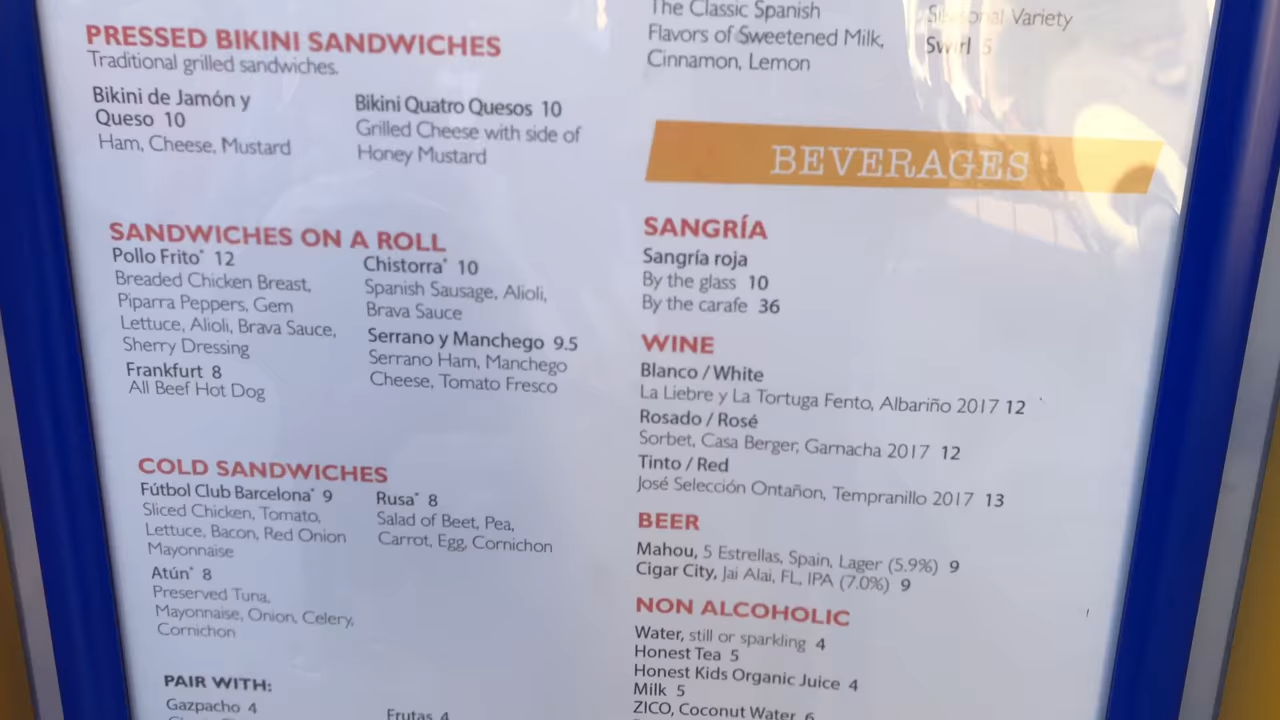 PRESSED BIKINI SANDWICHES
Traditional grilled sandwiches.
Bikini de Jamón y
Queso 10
Ham, Cheese, Mustard
Bikini Quatro Quesos 10
Grilled Cheese with side of
Honey Mustard
SANDWICHES ON A ROLL
Pollo Frito* 12
Breaded Chicken Breast,
Piparra Peppers, Gem
Lettuce, Alioli, Brava Sauce,
Sherry Dressing
Frankfurt 8
All Beef Hot Dog
Chistorra* 10
Spanish Sausage, Alioli,
Brava Sauce
Serrano y Manchego 9.5
Serrano Ham, Manchego
Cheese, Tomato Fresco
COLD SANDWICHES
Fútbol Club Barcelona* 9
Sliced Chicken, Tomato,
Lettuce, Bacon, Red Onion
Mayonnaise
Atún* 8
Preserved Tuna,
Mayonnaise, Onion, Celery,
Cornichon
Rusa* 8
Salad of Beet, Pea,
Carrot, Egg, Cornichon
PAIR WITH:
Gazpacho 4
Frutas 4
The Classic Spanish
Flavors of Sweetened Milk,
Cinnamon, Lemon
Seasonal Variety
Swirl 5
BEVERAGES
SANGRÍA
Sangría roja
By the glass 10
By the carafe 36
WINE
Blanco / White
La Liebre y La Tortuga Fento, Albariño 2017 12
Rosado / Rosé
Sorbet, Casa Berger, Garnacha 2017 12
Tinto / Red
José Selección Ontañon, Tempranillo 2017 13
BEER
Mahou, 5 Estrellas, Spain, Lager (5.9%) 9
Cigar City, Jai Alai, FL, IPA (7.0%) 9
NON ALCOHOLIC
Water, still or sparkling 4
Honest Tea 5
Honest Kids Organic Juice 4
Milk 5
ZICO, Coconut Water 6